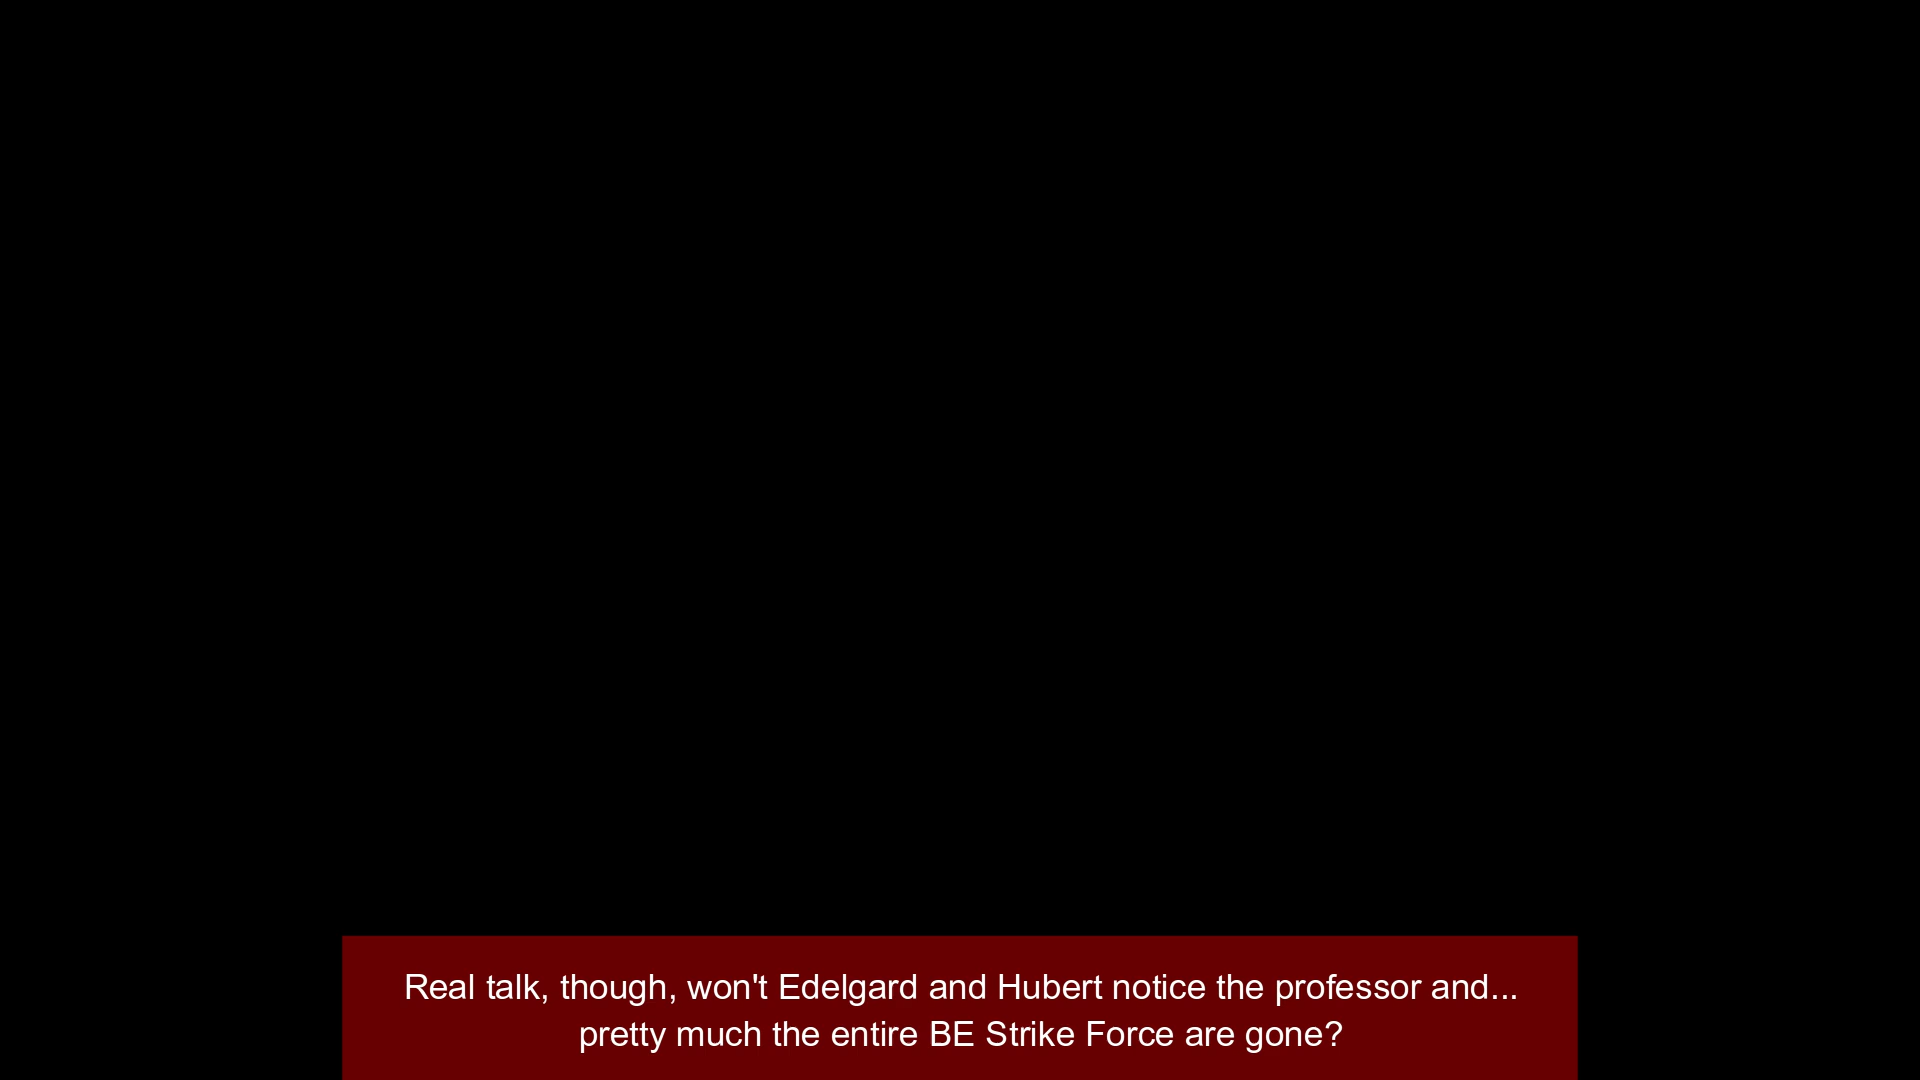 Real talk, though, won't Edelgard and Hubert notice the professor and...
pretty much the entire BE Strike Force are gone?